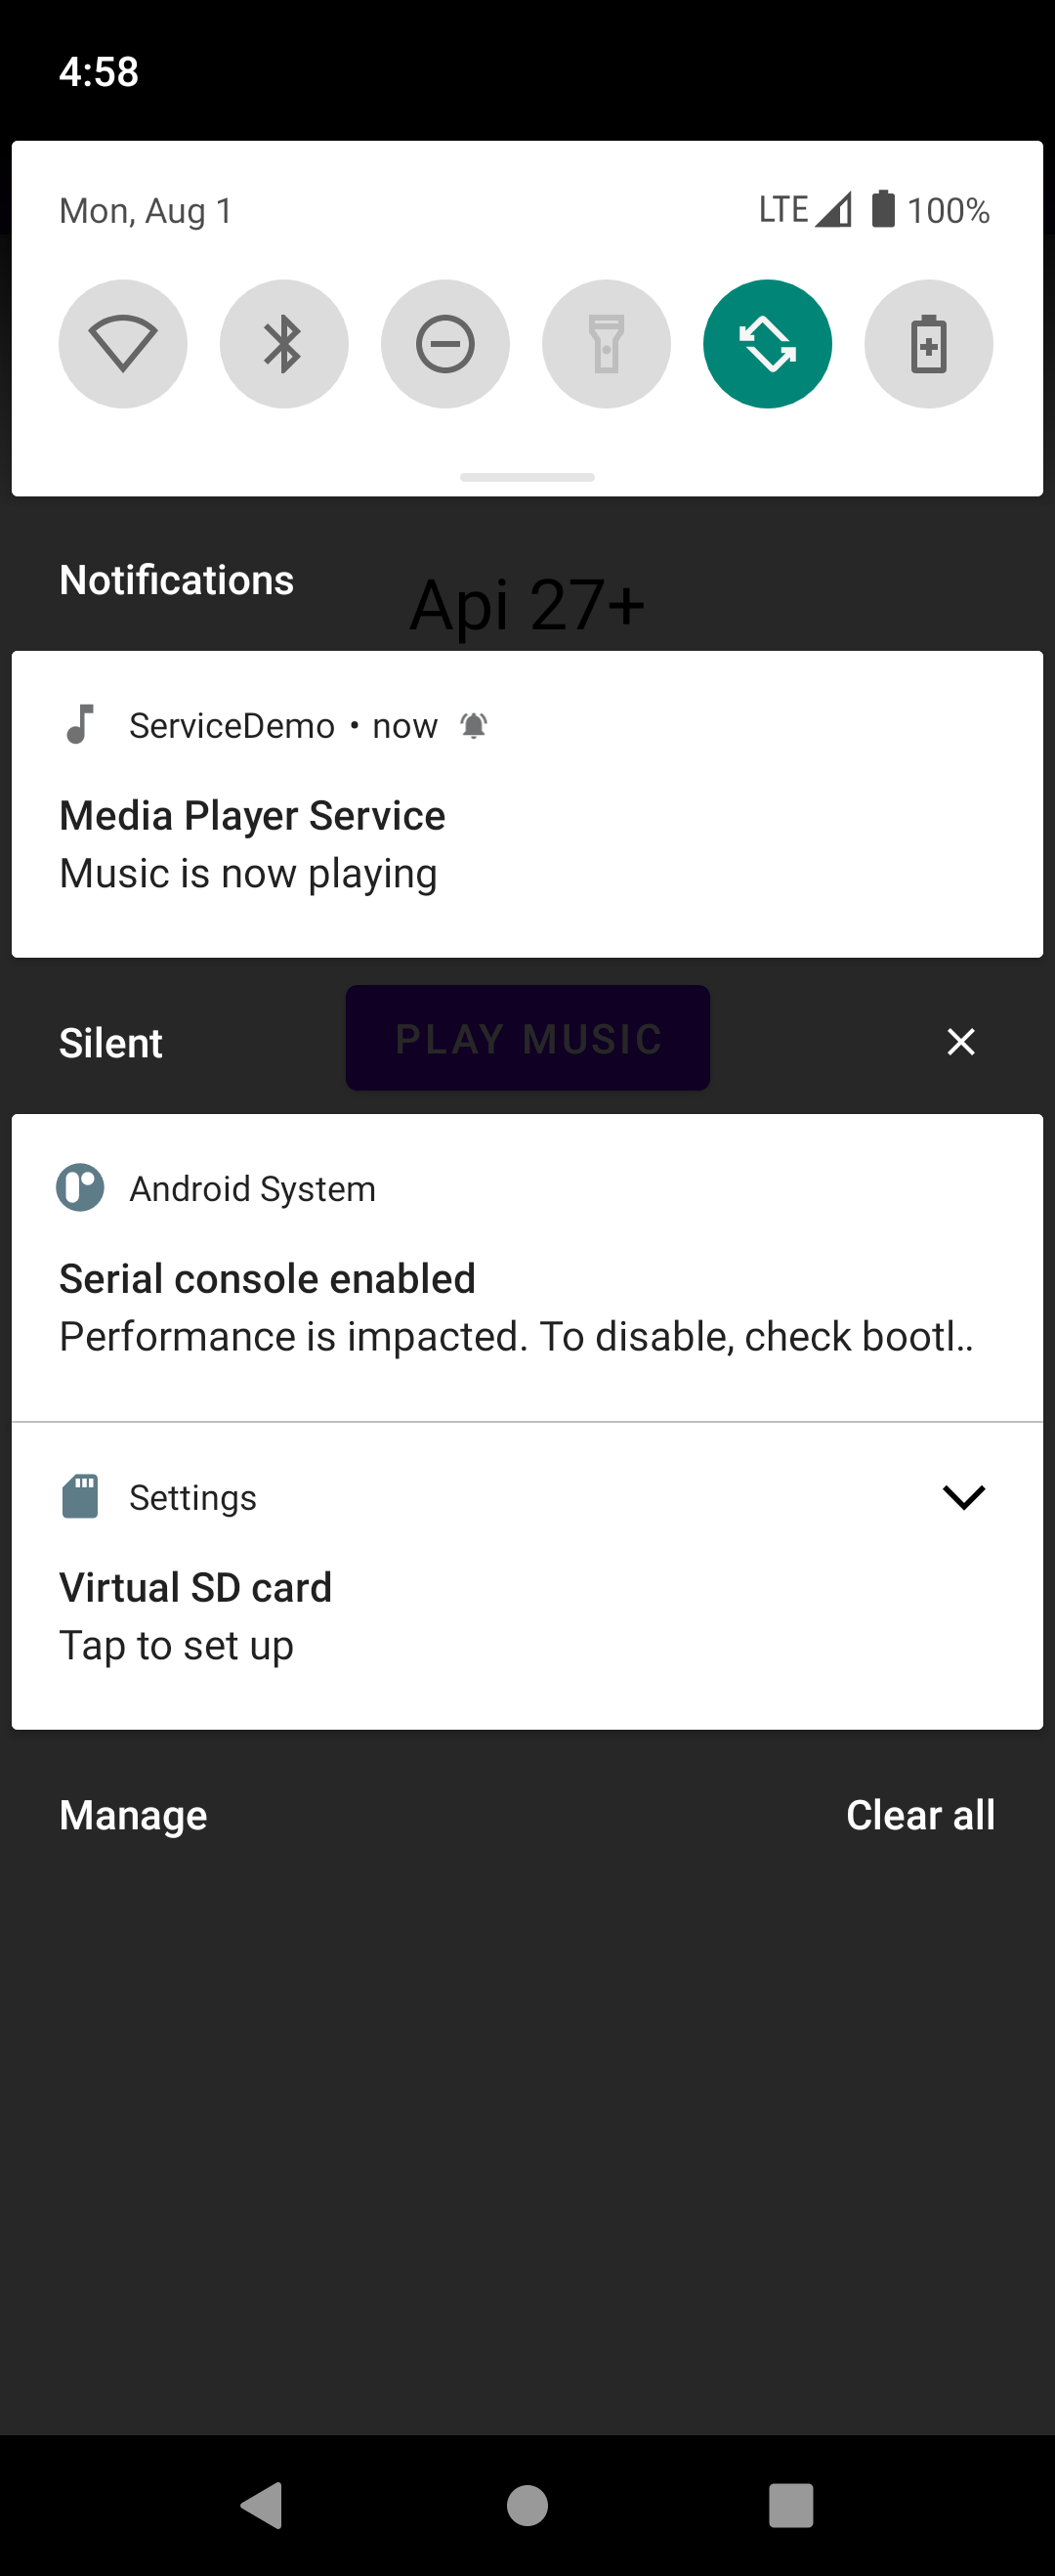 4:58
Mon, Aug 1 LTE 100%
Notifications
Api 27+
ServiceDemo • now
Media Player Service
Music is now playing
Silent
PLAY MUSIC
Android System
Serial console enabled
Performance is impacted. To disable, check bootl..
Settings
Virtual SD card
Tap to set up
Manage Clear all